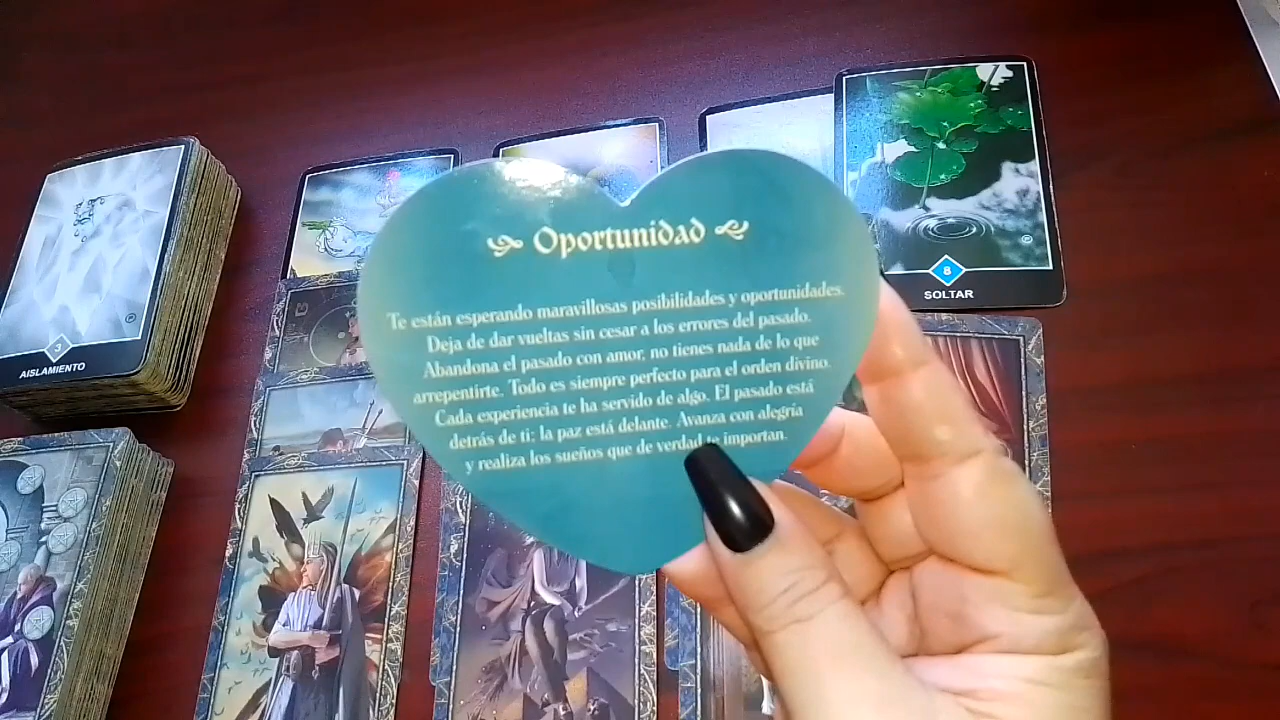 Oportunidad
Te están esperando maravillosas posibilidades y oportunidades.
Deja de dar vueltas sin cesar a los errores del pasado.
Abandona el pasado con amor, no tienes nada de lo que
arrepentirte. Todo es siempre perfecto para el orden divino.
Cada experiencia te ha servido de algo. El pasado está
detrás de ti; la paz está delante. Avanza con alegría
y realiza los sueños que de verdad te importan.
8
SOLTAR
3
AISLAMIENTO